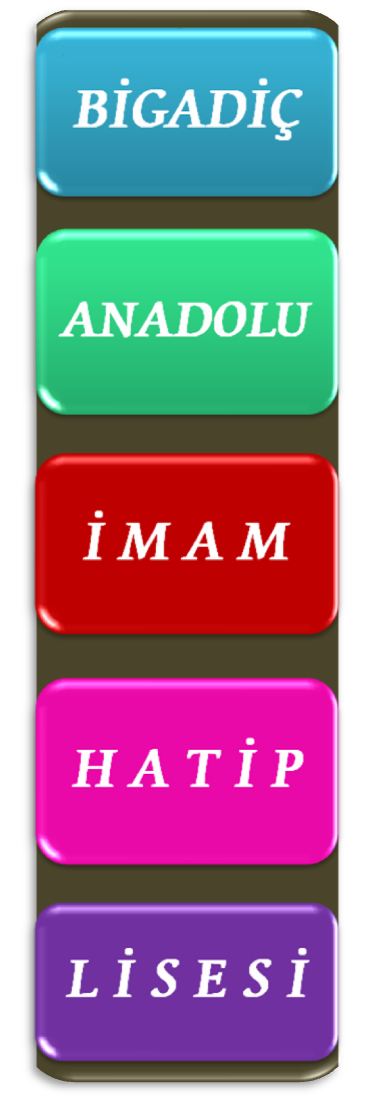 BİGADİÇ
ANADOLU
İ M A M
H A T İ P
L İ S E S İ